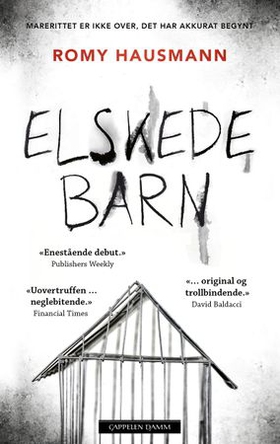 MARERITTET ER IKKE OVER, DET HAR AKKURAT BEGYNT
ROMY HAUSMANN
ELSKEDE
BARN
«Enestående debut.»
Publishers Weekly
«Uovertruffen ...
neglebitende.»
Financial Times
«... original og
trollbindende.»
David Baldacci
CAPPELEN DAMM